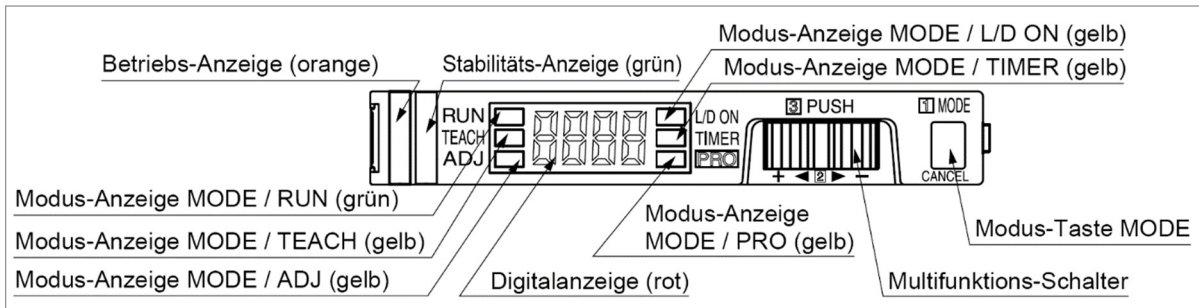 Modus-Anzeige MODE / L/D ON (gelb)
Betriebs-Anzeige (orange)
Stabilitäts-Anzeige (grün)
Modus-Anzeige MODE / TIMER (gelb)
RUN
TEACH
ADJ
8888
L/D ON
TIMER
PRO
3 PUSH
+ ◄ 2 ► −
1 MODE
CANCEL
Modus-Anzeige MODE / RUN (grün)
Modus-Anzeige MODE / TEACH (gelb)
Modus-Anzeige MODE / ADJ (gelb)
Digitalanzeige (rot)
Modus-Anzeige
MODE / PRO (gelb)
Modus-Taste MODE
Multifunktions-Schalter